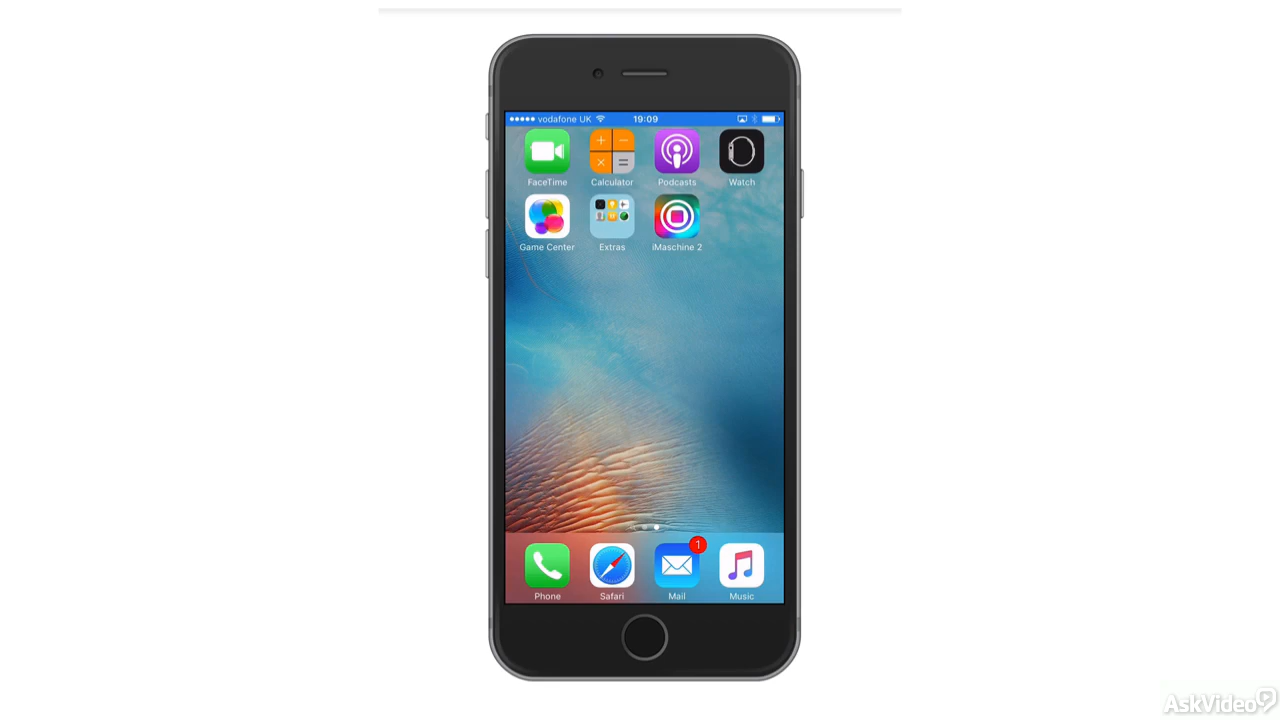 vodafone UK 19:09
FaceTime Calculator Podcasts Watch
Game Center Extras iMaschine 2
1
Phone Safari Mail Music
AskVideo